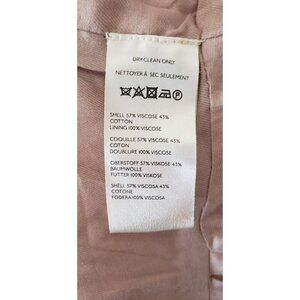 DRY CLEAN ONLY
NETTOYER À SEC SEULEMENT
P
SHELL 57% VISCOSE 43%
COTTON
LINING 100% VISCOSE
COQUILLE 57% VISCOSE 43%
COTON
DOUBLURE 100% VISCOSE
OBERSTOFF 57% VISKOSE 43%
BAUMWOLLE
FUTTER 100% VISKOSE
SHELL 57% VISCOSA 43%
COTONE
FODERA 100% VISCOSA